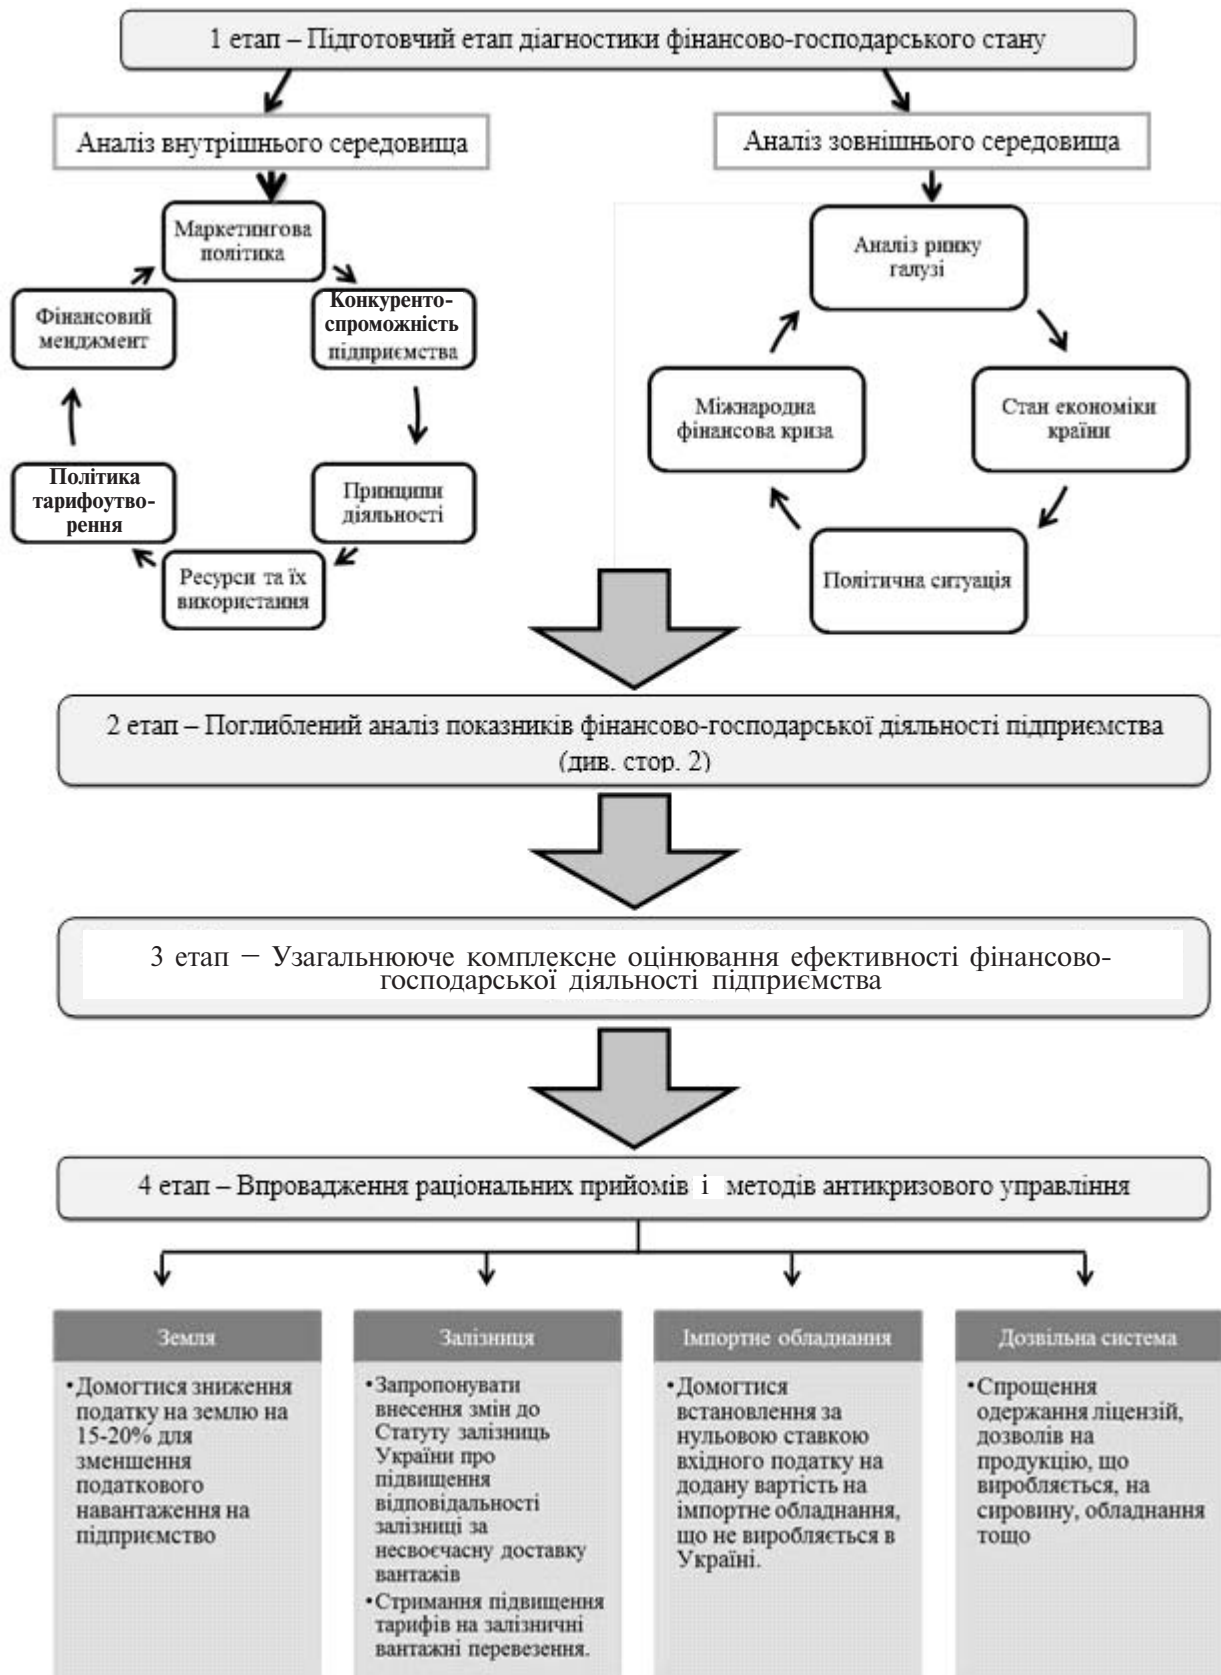 1 етап – Підготовчий етап діагностики фінансово-господарського стану
Аналіз внутрішнього середовища
Аналіз зовнішнього середовища
Маркетингова
політика
Конкуренто-
спроможність
підприємства
Принципи
діяльності
Ресурси та їх
використання
Політика
тарифоутво-
рення
Фінансовий
менджмент
Аналіз ринку
галузі
Стан економіки
країни
Політична ситуація
Міжнародна
фінансова криза
2 етап – Поглиблений аналіз показників фінансово-господарської діяльності підприємства
(див. стор. 2)
3 етап – Узагальнююче комплексне оцінювання ефективності фінансово-
господарської діяльності підприємства
4 етап – Впровадження раціональних прийомів і методів антикризового управління
Земля
•Домогтися зниження
податку на землю на
15-20% для
зменшення
податкового
навантаження на
підприємство
Залізниця
•Запропонувати
внесення змін до
Статуту залізниць
України про
підвищення
відповідальності
залізниці за
несвоєчасну доставку
вантажів
•Стримання підвищення
тарифів на залізничні
вантажні перевезення.
Імпортне обладнання
•Домогтися
встановлення за
нульовою ставкою
вхідного податку на
додану вартість на
імпортне обладнання,
що не виробляється в
Україні.
Дозвільна система
•Спрощення
одержання ліцензій,
дозволів на
продукцію, що
виробляється, на
сировину, обладнання
тощо